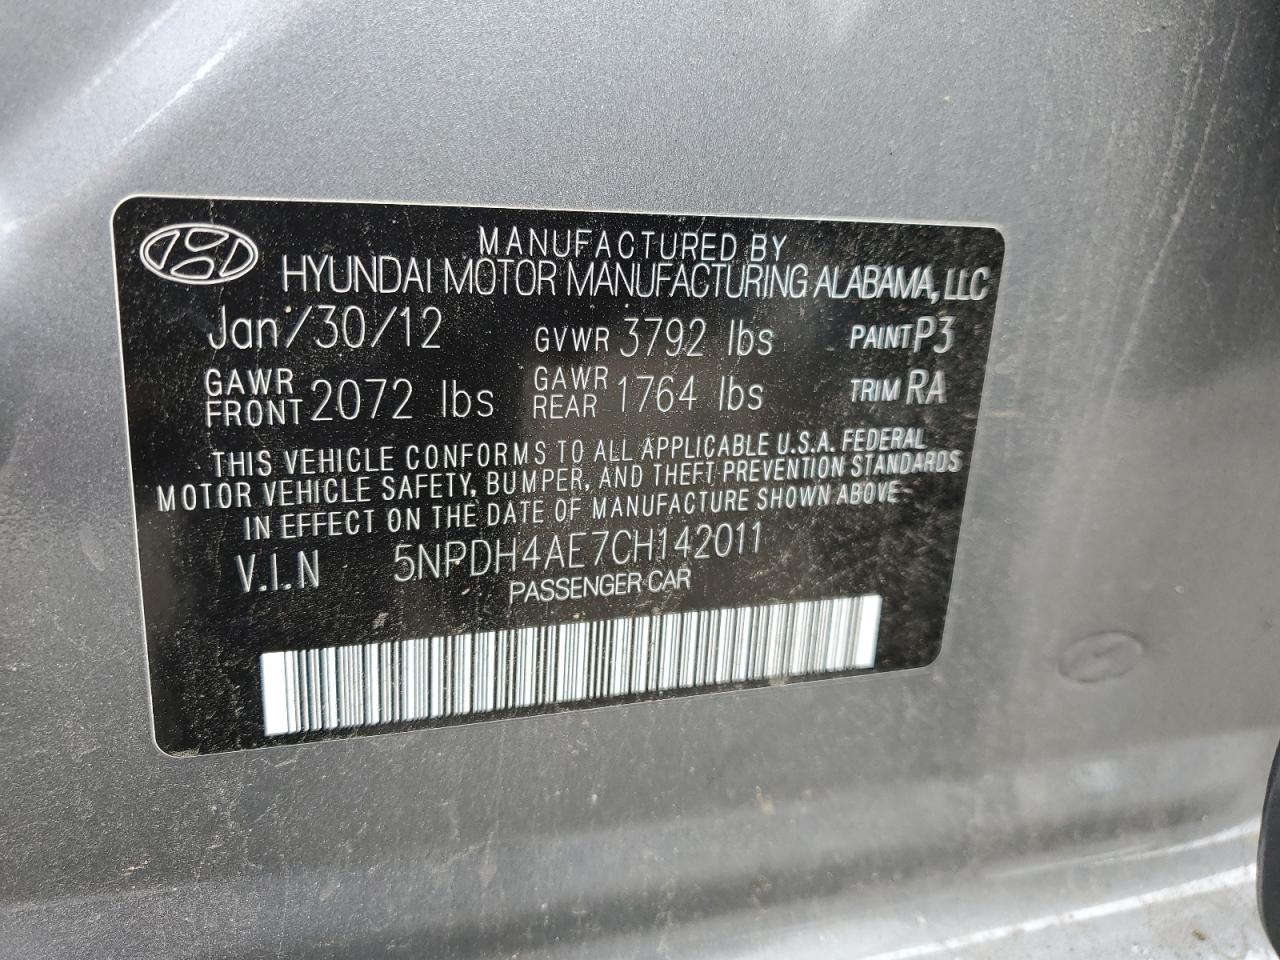 MANUFACTURED BY
HYUNDAI MOTOR MANUFACTURING ALABAMA, LLC
Jan/30/12 GVWR 3792 lbs PAINT P3
GAWR FRONT 2072 lbs GAWR REAR 1764 lbs TRIM RA
THIS VEHICLE CONFORMS TO ALL APPLICABLE U.S.A. FEDERAL
MOTOR VEHICLE SAFETY, BUMPER, AND THEFT PREVENTION STANDARDS
IN EFFECT ON THE DATE OF MANUFACTURE SHOWN ABOVE
V.I.N 5NPDH4AE7CH142011
PASSENGER CAR